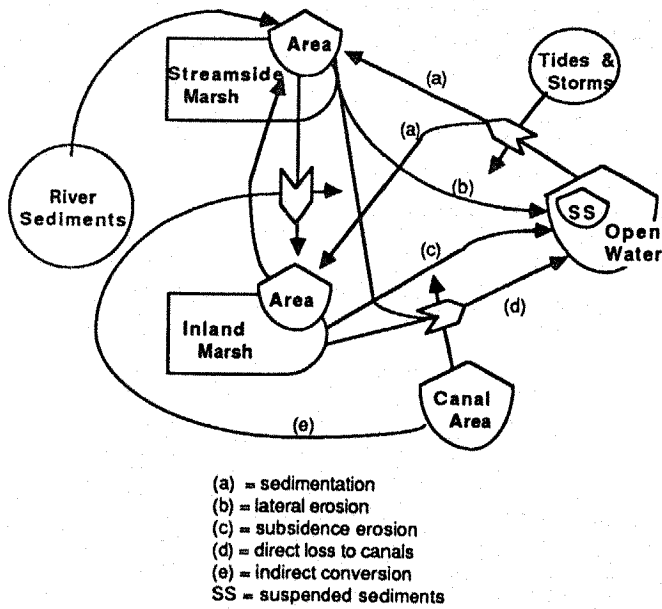 Area
Streamside
Marsh
Tides &
Storms
(a)
(a)
River
Sediments
(b)
SS
Open
Water
(c)
Area
Inland
Marsh
(d)
Canal
Area
(e)
(a) = sedimentation
(b) = lateral erosion
(c) = subsidence erosion
(d) = direct loss to canals
(e) = indirect conversion
SS = suspended sediments